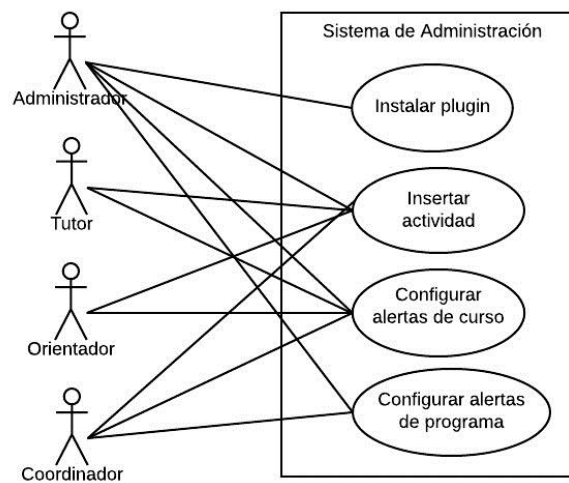 Sistema de Administración
Administrador
Instalar plugin
Tutor
Insertar
actividad
Orientador
Configurar
alertas de curso
Coordinador
Configurar alertas
de programa